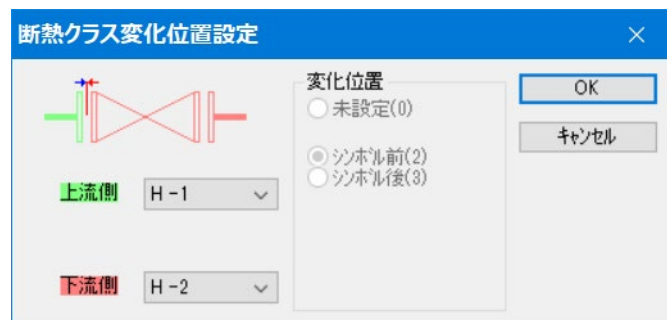 断熱クラス変化位置設定
変化位置
未設定(0)
シンボル前(2)
シンボル後(3)
OK
キャンセル
上流側 H-1
下流側 H-2